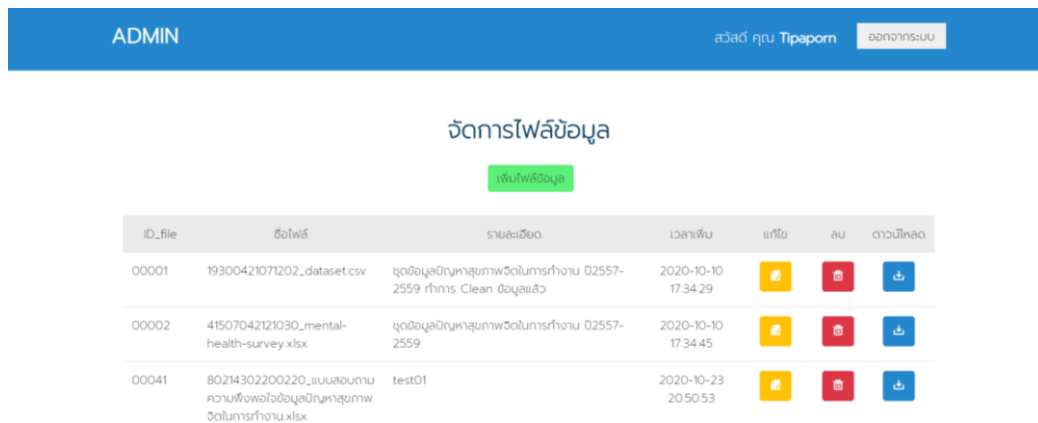 ADMIN
สวัสดี คุณ Tipaporn
ออกจากระบบ
จัดการไฟล์ข้อมูล
เพิ่มไฟล์ข้อมูล
ID_file ชื่อไฟล์ รายละเอียด เวลาเพิ่ม แก้ไข ลบ ดาวน์โหลด
00001 19300421071202_dataset.csv ชุดข้อมูลปัญหาสุขภาพจิตในการทำงาน ปี2557- 2020-10-10
2559 ทำการ Clean ข้อมูลแล้ว 17:34:29
00002 41507042121030_mental- ชุดข้อมูลปัญหาสุขภาพจิตในการทำงาน ปี2557- 2020-10-10
health-survey.xlsx 2559 17:34:45
00041 80214302200220_แบบสอบถาม test01 2020-10-23
ความพึงพอใจข้อมูลปัญหาสุขภาพ 20:50:53
จิตในการทำงาน.xlsx